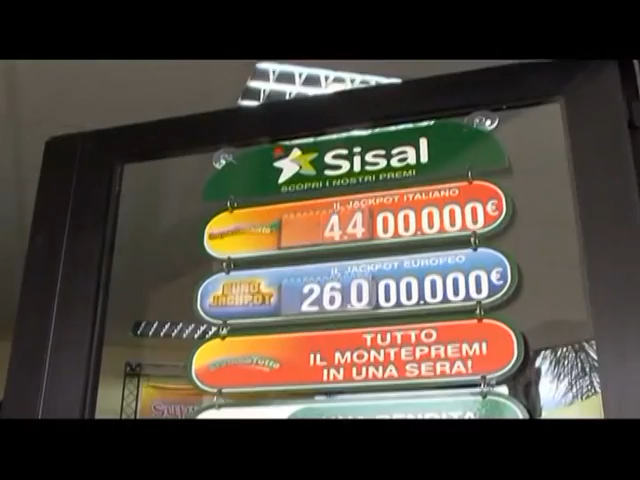 Sisal
SCOPRI I NOSTRI PREMI
IL JACKPOT ITALIANO
4.400.000€
IL JACKPOT EUROPEO
EURO
JACKPOT
26.000.000€
TUTTO
IL MONTEPREMI
IN UNA SERA!
RENDITA